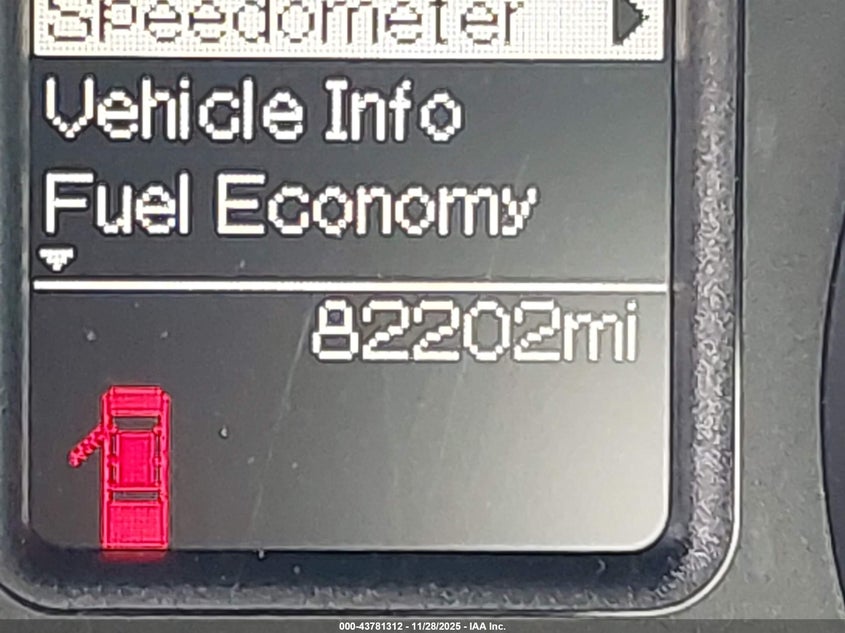 Speedometer
Vehicle Info
Fuel Economy
82202mi
000-43781312 - 11/28/2025 - IAA Inc.